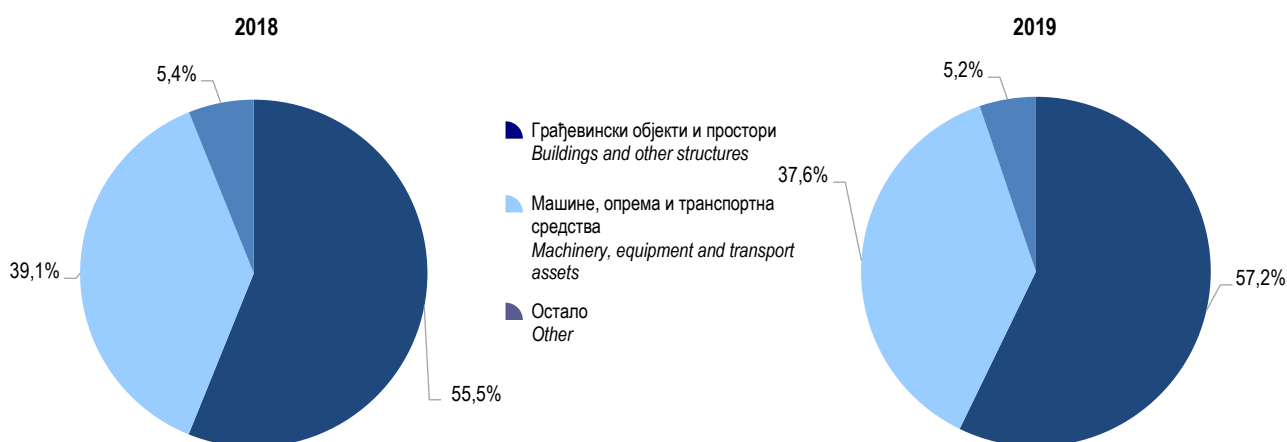 2018
5,4%
39,1%
55,5%
Грађевински објекти и простори
Buildings and other structures
Машине, опрема и транспортна
средства
Machinery, equipment and transport
assets
Остало
Other
2019
5,2%
37,6%
57,2%